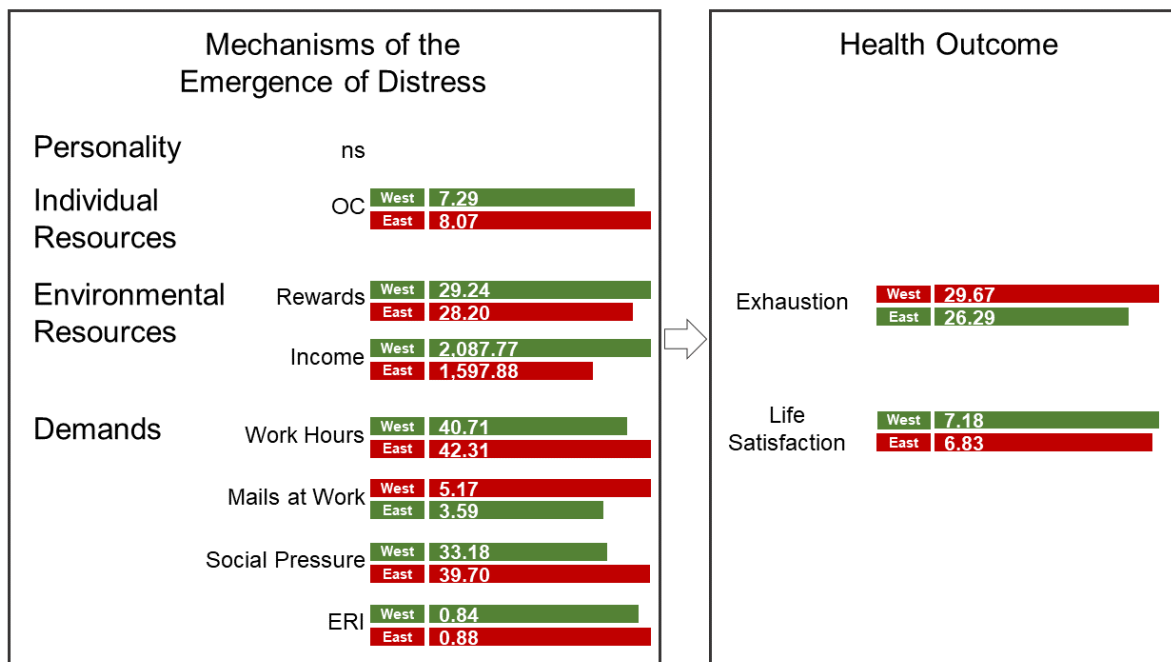 Mechanisms of the
Emergence of Distress
Personality
ns
Individual
Resources
OC
West 7.29
East 8.07
Environmental
Resources
Rewards
West 29.24
East 28.20
Income
West 2,087.77
East 1,597.88
Demands
Work Hours
West 40.71
East 42.31
Mails at Work
West 5.17
East 3.59
Social Pressure
West 33.18
East 39.70
ERI
West 0.84
East 0.88
Health Outcome
Exhaustion
West 29.67
East 26.29
Life
Satisfaction
West 7.18
East 6.83